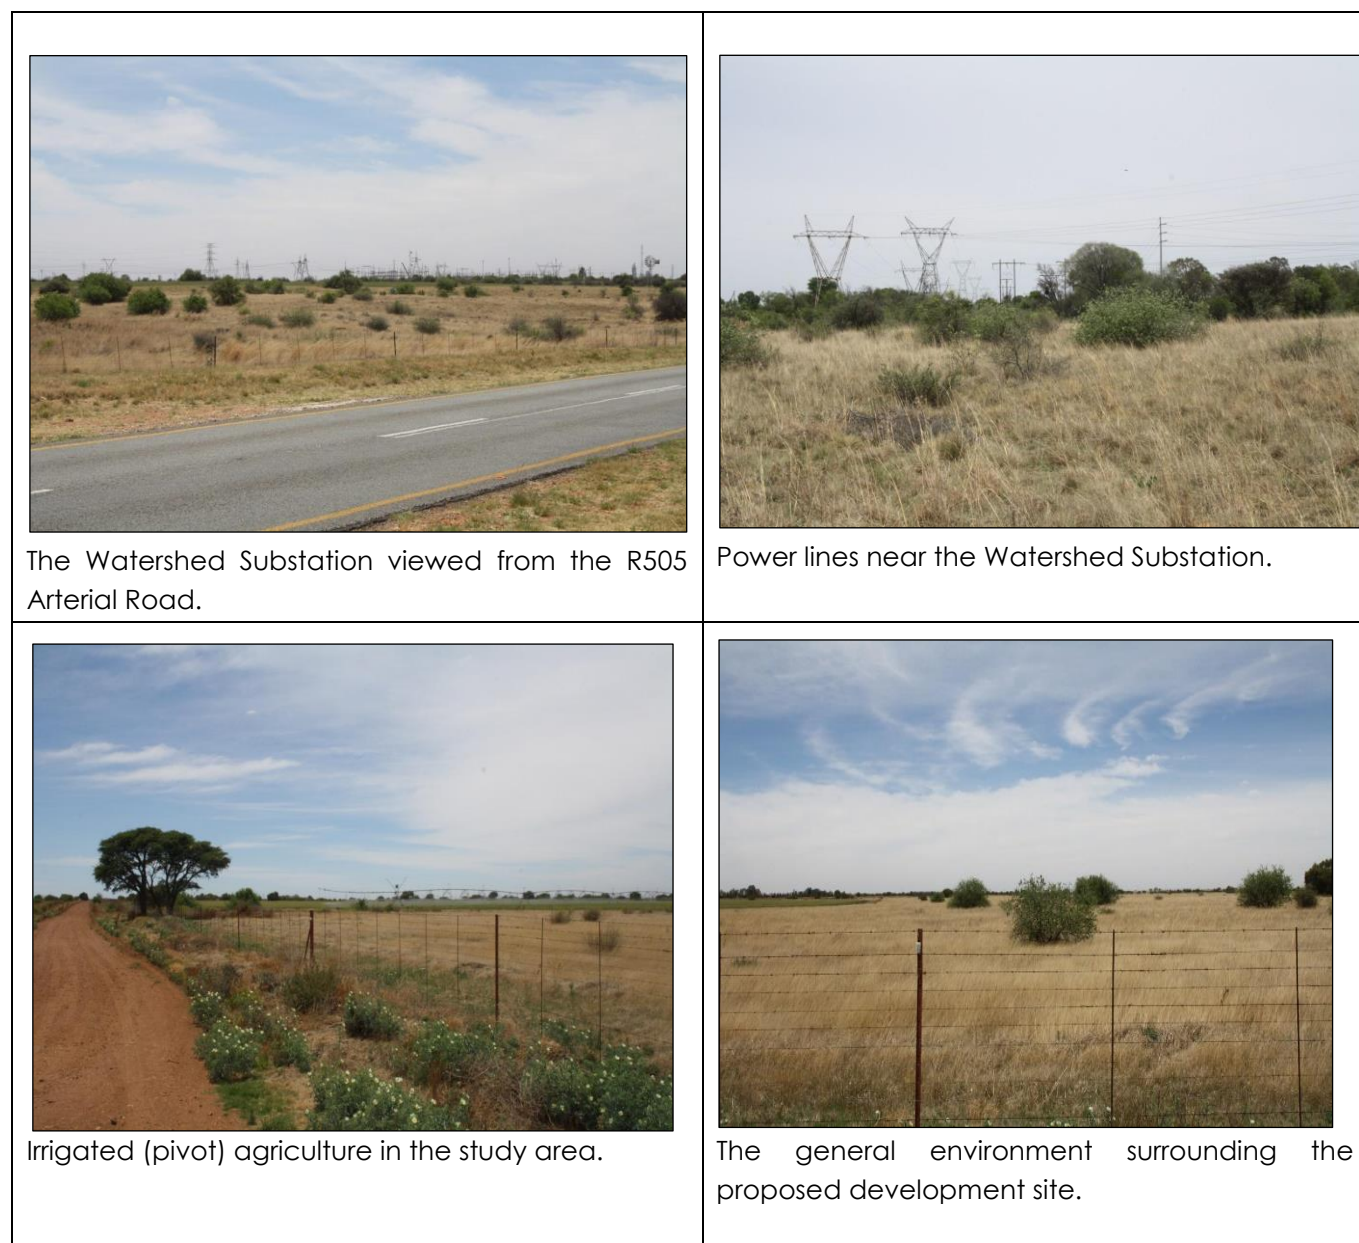 The Watershed Substation viewed from the R505
Arterial Road.
Power lines near the Watershed Substation.
Irrigated (pivot) agriculture in the study area.
The general environment surrounding the
proposed development site.